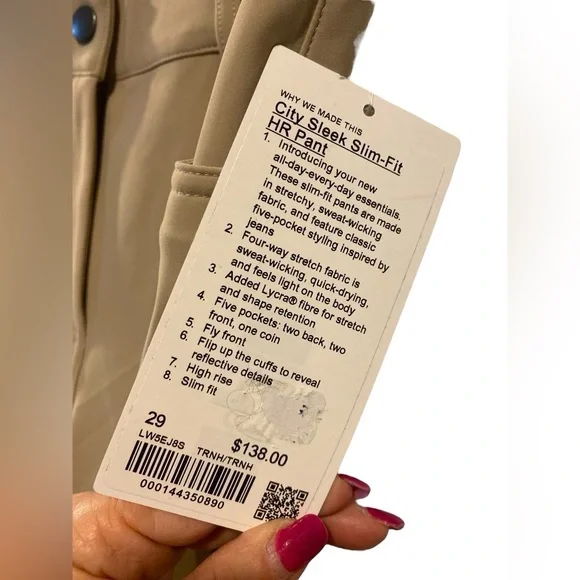 WHY WE MADE THIS
City Sleek Slim-Fit
HR Pant
1. Introducing your new
all-day-every-day essentials.
These slim-fit pants are made
in stretchy, sweat-wicking
fabric, and feature classic
five-pocket styling inspired by
jeans
2. Four-way stretch fabric is
sweat-wicking, quick-drying,
and feels light on the body
3. Added Lycra® fibre for stretch
and shape retention
4. Five pockets: two back, two
front, one coin
5. Fly front
6. Flip up the cuffs to reveal
reflective details
7. High rise
8. Slim fit
29
$138.00
LW5EJ8S TRNH/TRNH
000144350890